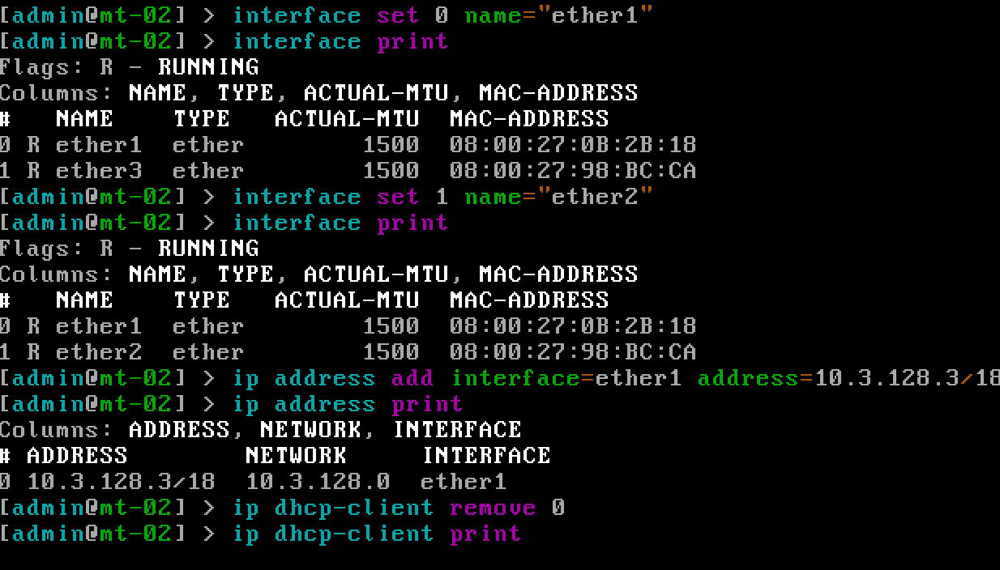 [admin@mt-02] > interface set 0 name="ether1"
[admin@mt-02] > interface print
Flags: R - RUNNING
Columns: NAME, TYPE, ACTUAL-MTU, MAC-ADDRESS
#   NAME    TYPE   ACTUAL-MTU  MAC-ADDRESS
0 R ether1  ether        1500  08:00:27:0B:2B:18
1 R ether3  ether        1500  08:00:27:98:BC:CA
[admin@mt-02] > interface set 1 name="ether2"
[admin@mt-02] > interface print
Flags: R - RUNNING
Columns: NAME, TYPE, ACTUAL-MTU, MAC-ADDRESS
#   NAME    TYPE   ACTUAL-MTU  MAC-ADDRESS
0 R ether1  ether        1500  08:00:27:0B:2B:18
1 R ether2  ether        1500  08:00:27:98:BC:CA
[admin@mt-02] > ip address add interface=ether1 address=10.3.128.3/18
[admin@mt-02] > ip address print
Columns: ADDRESS, NETWORK, INTERFACE
# ADDRESS        NETWORK     INTERFACE
0 10.3.128.3/18  10.3.128.0  ether1
[admin@mt-02] > ip dhcp-client remove 0
[admin@mt-02] > ip dhcp-client print